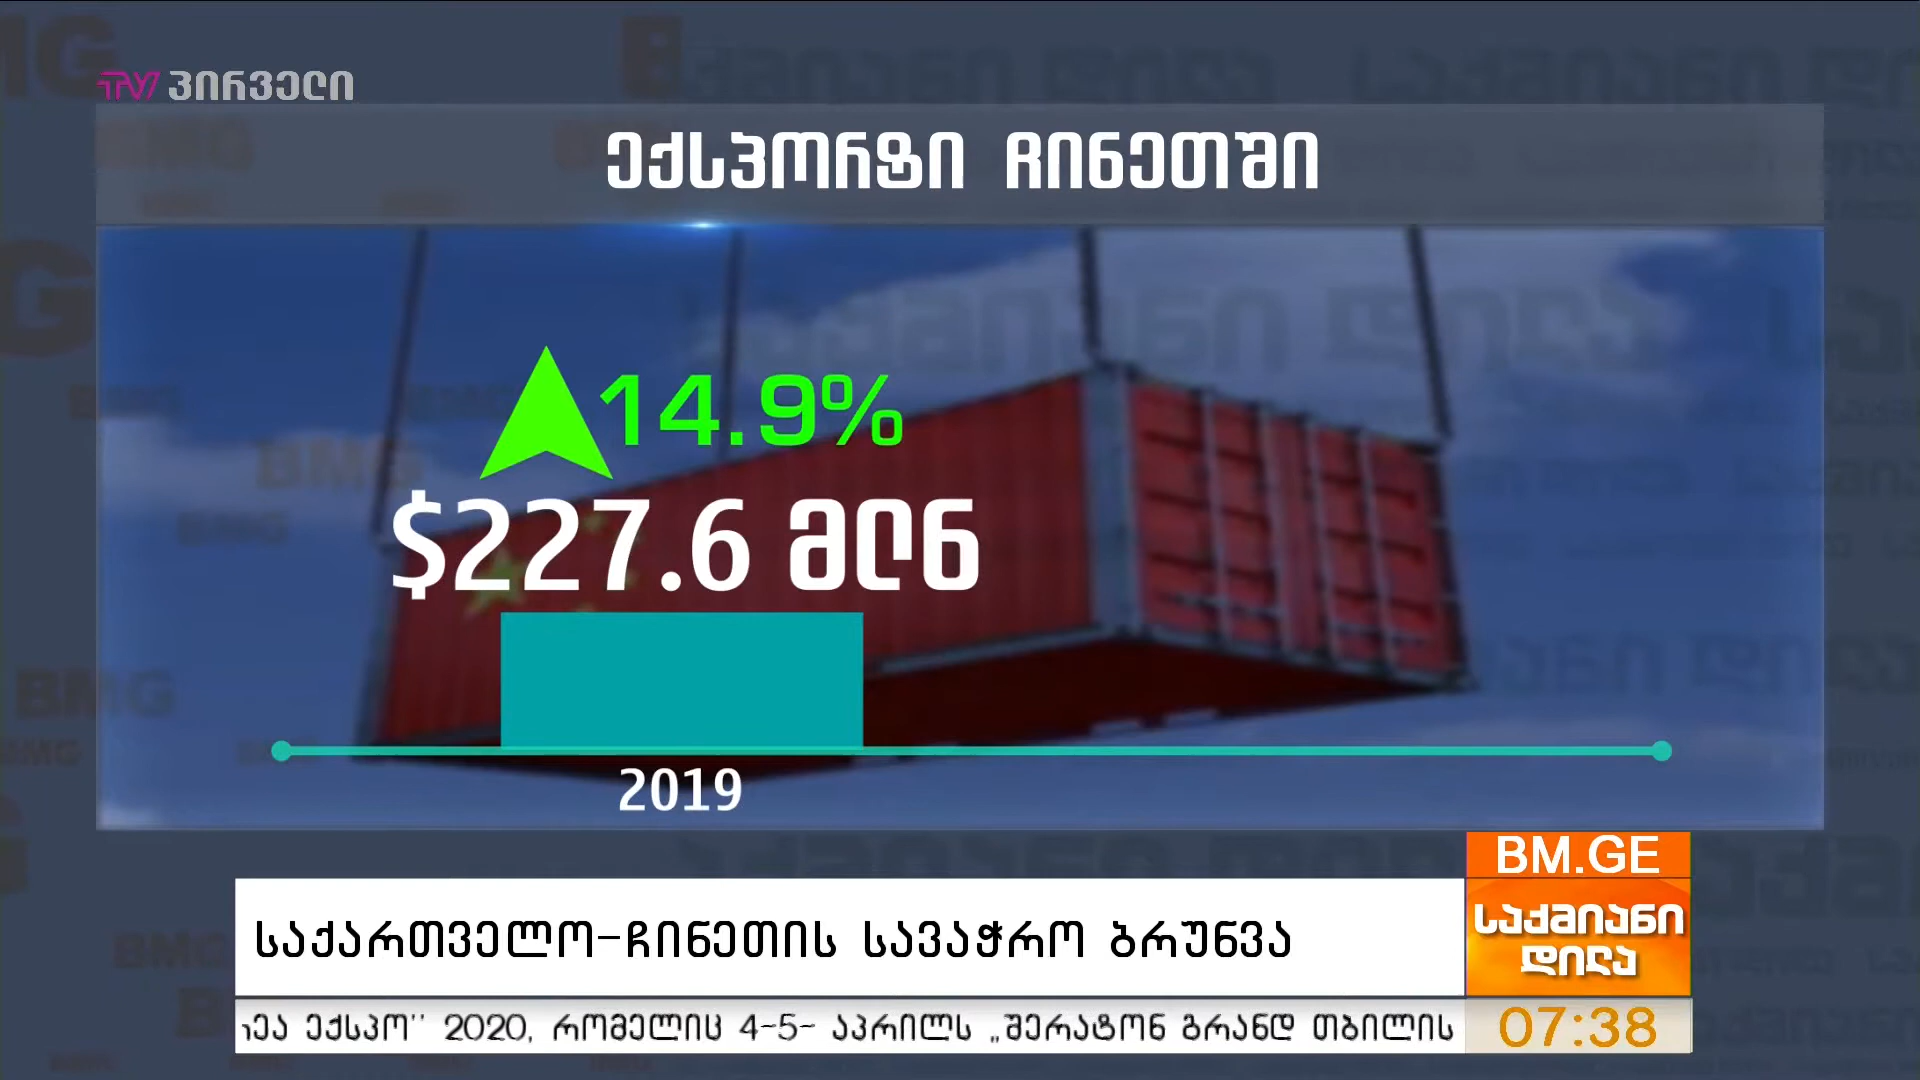 TV ᲞᲘᲠᲕᲔᲚᲘ
ᲔᲥᲡᲞᲝᲠᲢᲘ ᲩᲘᲜᲔᲗᲨᲘ
14.9%
$227.6 ᲛᲚᲜ
2019
BM.GE
ᲡᲐᲥᲐᲠᲗᲕᲔᲚᲝ-ᲩᲘᲜᲔᲗᲘᲡ ᲡᲐᲕᲐᲭᲠᲝ ᲑᲠᲣᲜᲕᲐ
ᲡᲐᲥᲛᲘᲐᲜᲘ
ᲓᲘᲚᲐ
ᲔᲐ ᲔᲥᲡᲞᲝ" 2020, ᲠᲝᲛᲔᲚᲘᲪ 4-5- ᲐᲞᲠᲘᲚᲡ „ᲨᲔᲠᲐᲢᲝᲜ ᲒᲠᲐᲜᲓ ᲗᲑᲘᲚᲘᲡ
07:38